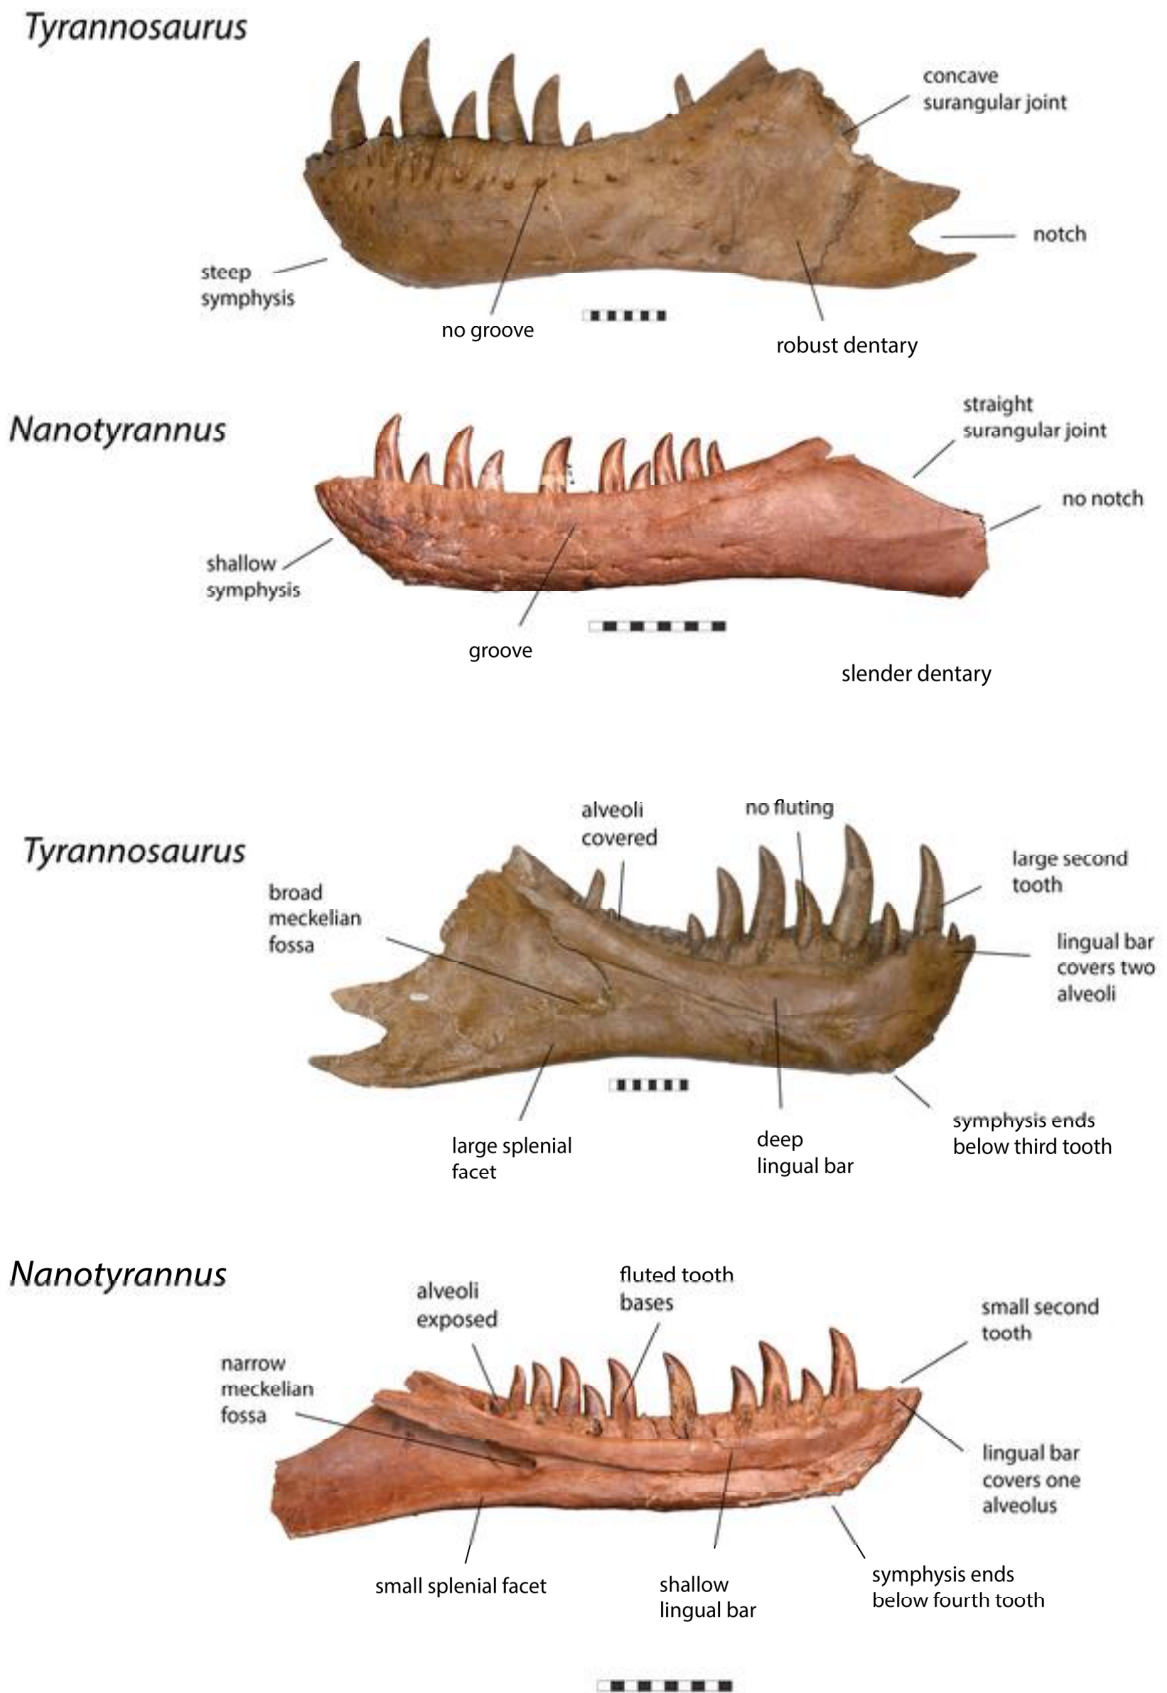 Tyrannosaurus
concave
surangular joint
notch
steep
symphysis
no groove
robust dentary
Nanotyrannus
straight
surangular joint
no notch
shallow
symphysis
groove
slender dentary
Tyrannosaurus
alveoli
covered
no fluting
large second
tooth
broad
meckelian
fossa
lingual bar
covers two
alveoli
large splenial
facet
deep
lingual bar
symphysis ends
below third tooth
Nanotyrannus
alveoli
exposed
fluted tooth
bases
small second
tooth
narrow
meckelian
fossa
lingual bar
covers one
alveolus
small splenial facet
shallow
lingual bar
symphysis ends
below fourth tooth